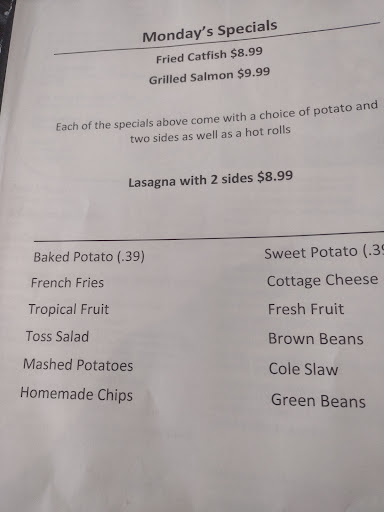 Monday's Specials
Fried Catfish $8.99
Grilled Salmon $9.99
Each of the specials above come with a choice of potato and
two sides as well as a hot rolls
Lasagna with 2 sides $8.99
Baked Potato (.39)
French Fries
Tropical Fruit
Toss Salad
Mashed Potatoes
Homemade Chips
Sweet Potato (.39
Cottage Cheese
Fresh Fruit
Brown Beans
Cole Slaw
Green Beans